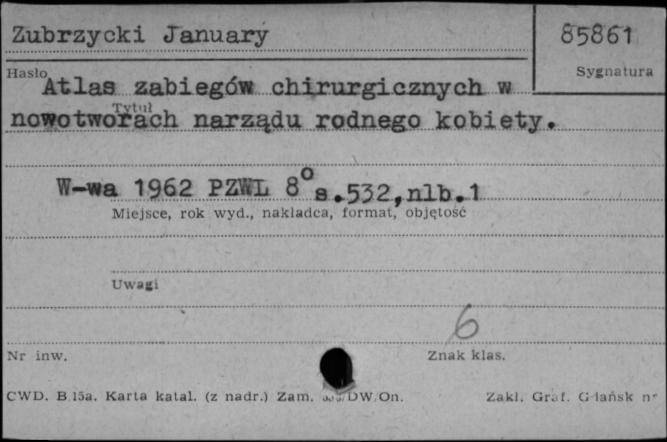 Zubrzycki January
85861
Hasło
Sygnatura
Atlas zabiegów chirurgicznych w
Tytuł
nowotworach narządu rodnego kobiety.
W-wa 1962 PZWL 8° s.532,nlb.1
Miejsce, rok wyd., nakładca, format, objętość
Uwagi
6
Nr inw.
Znak klas.
CWD. B 15a. Karta katal. (z nadr.) Zam. DW/On.
Zakł. Graf. Gdańsk n